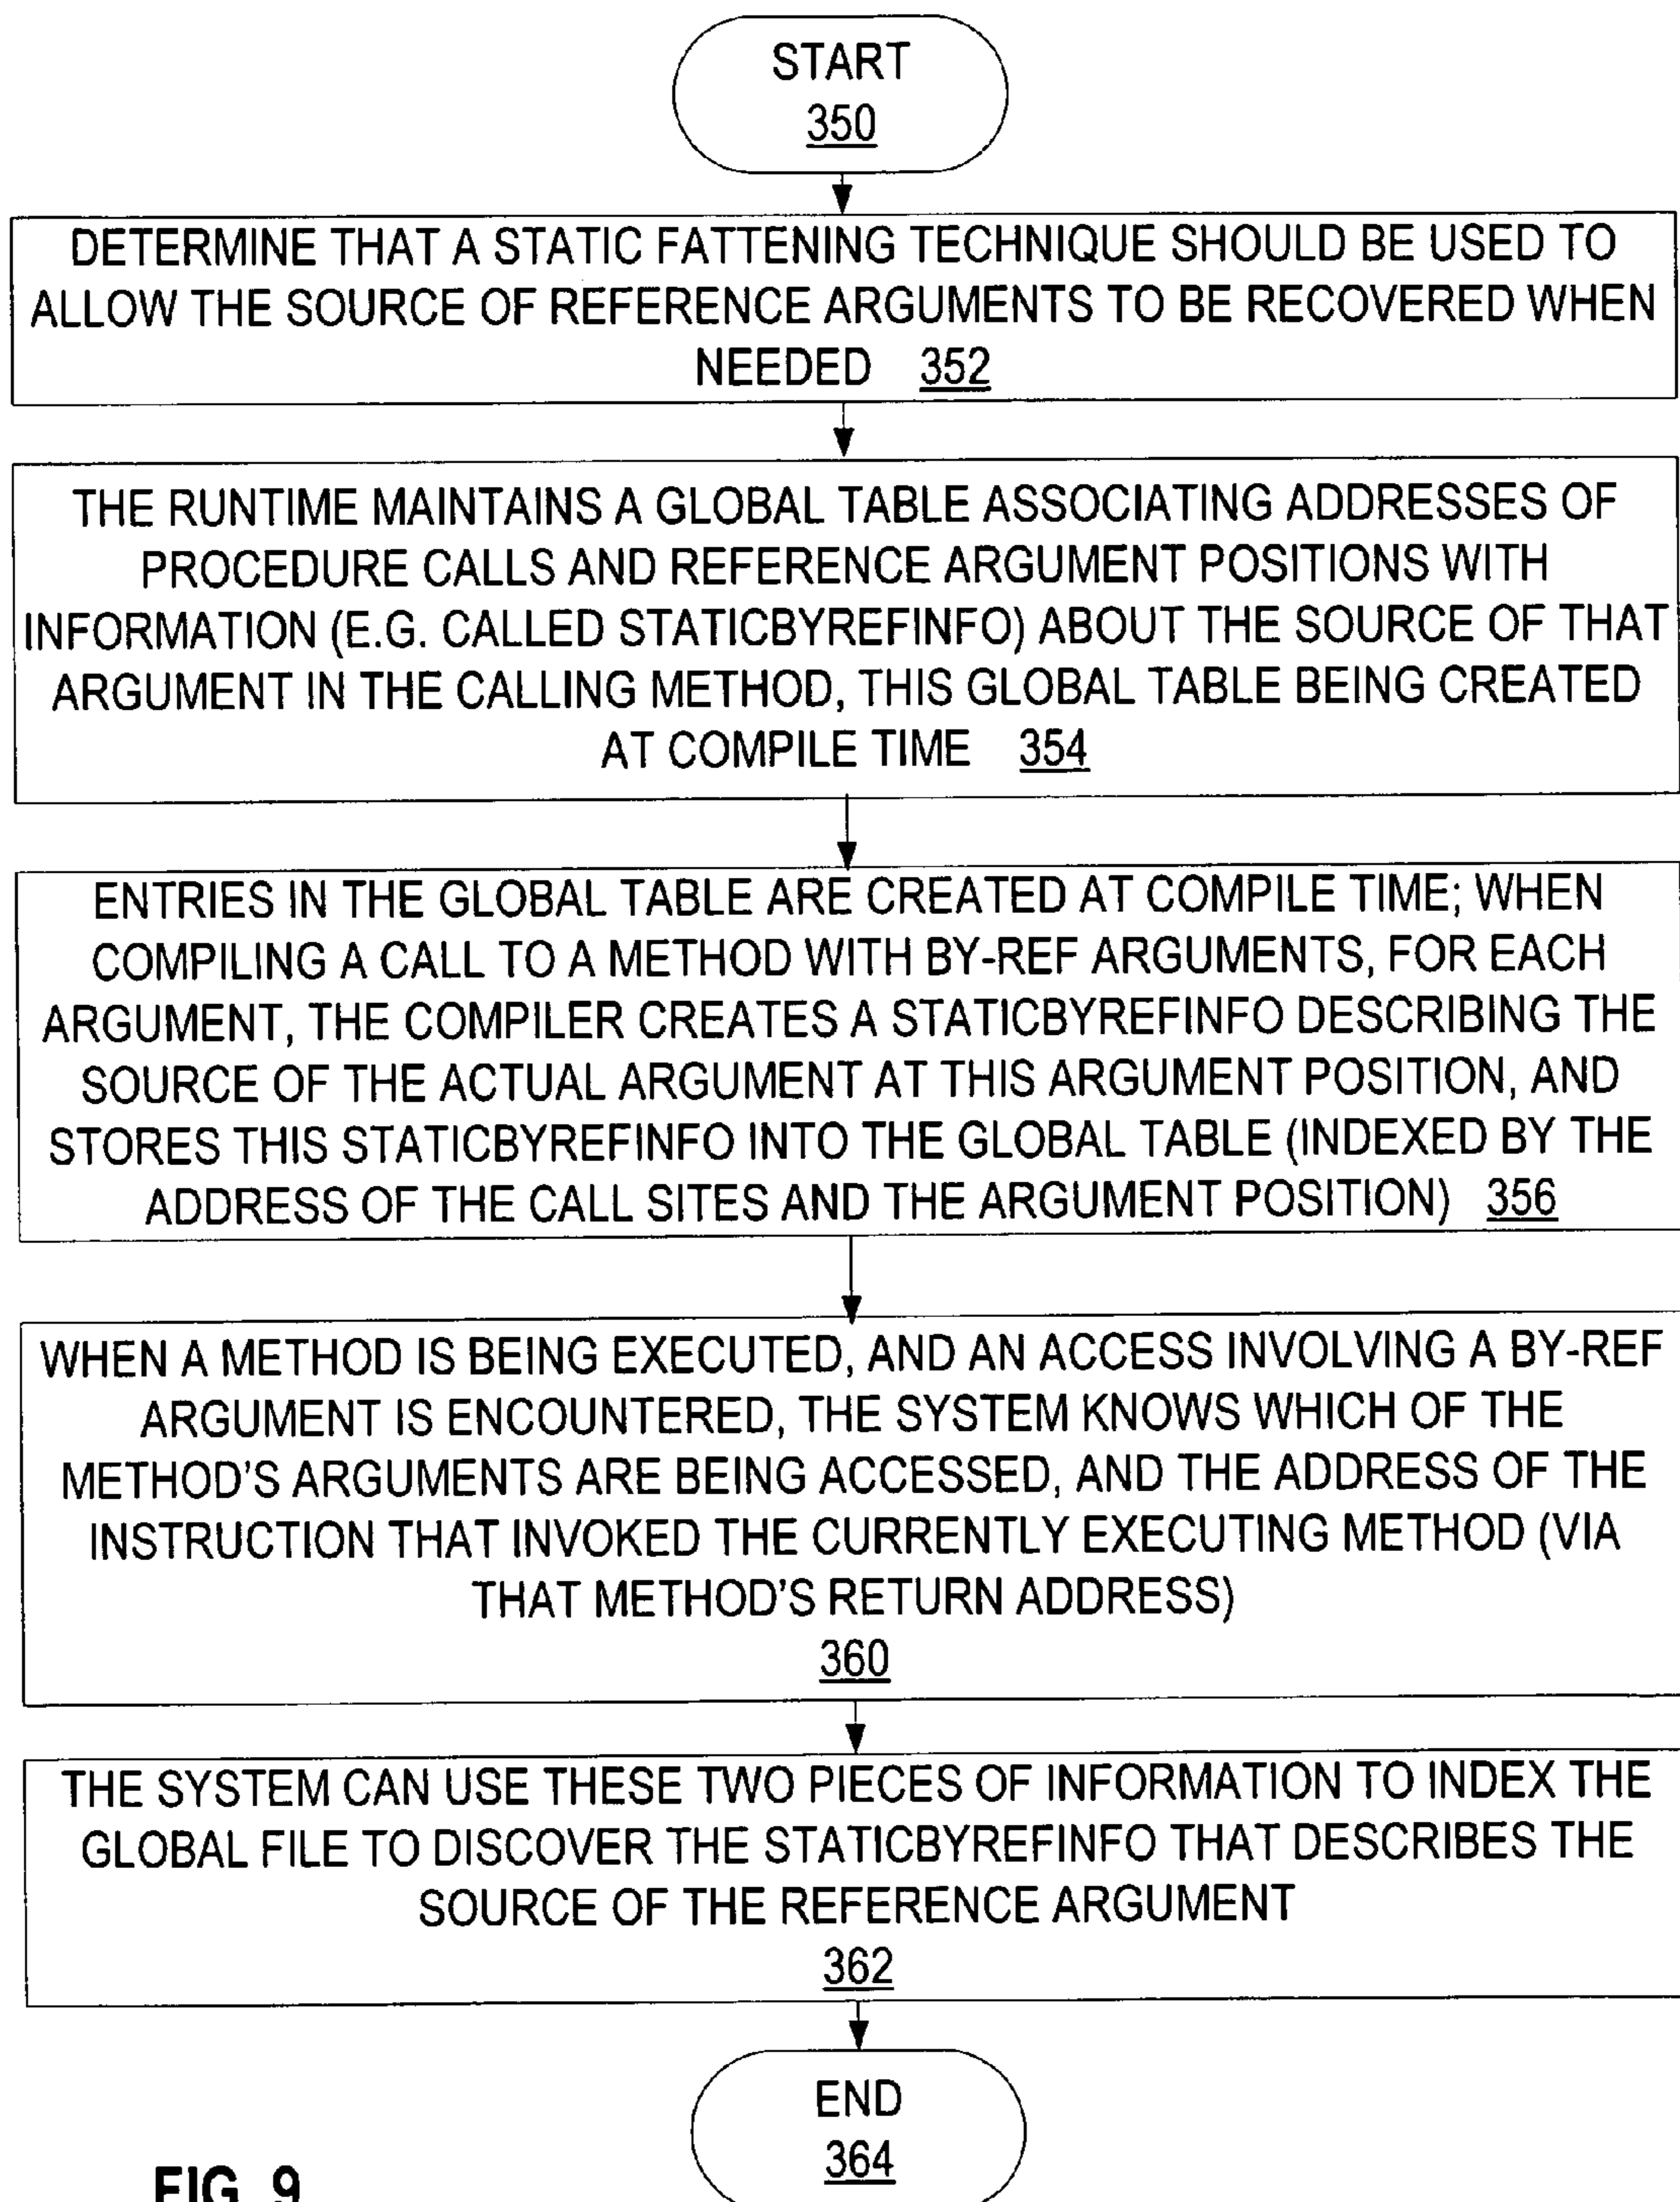 START
350
DETERMINE THAT A STATIC FATTENING TECHNIQUE SHOULD BE USED TO
ALLOW THE SOURCE OF REFERENCE ARGUMENTS TO BE RECOVERED WHEN
NEEDED 352
THE RUNTIME MAINTAINS A GLOBAL TABLE ASSOCIATING ADDRESSES OF
PROCEDURE CALLS AND REFERENCE ARGUMENT POSITIONS WITH
INFORMATION (E.G. CALLED STATICBYREFINFO) ABOUT THE SOURCE OF THAT
ARGUMENT IN THE CALLING METHOD, THIS GLOBAL TABLE BEING CREATED
AT COMPILE TIME 354
ENTRIES IN THE GLOBAL TABLE ARE CREATED AT COMPILE TIME; WHEN
COMPILING A CALL TO A METHOD WITH BY-REF ARGUMENTS, FOR EACH
ARGUMENT, THE COMPILER CREATES A STATICBYREFINFO DESCRIBING THE
SOURCE OF THE ACTUAL ARGUMENT AT THIS ARGUMENT POSITION, AND
STORES THIS STATICBYREFINFO INTO THE GLOBAL TABLE (INDEXED BY THE
ADDRESS OF THE CALL SITES AND THE ARGUMENT POSITION) 356
WHEN A METHOD IS BEING EXECUTED, AND AN ACCESS INVOLVING A BY-REF
ARGUMENT IS ENCOUNTERED, THE SYSTEM KNOWS WHICH OF THE
METHOD'S ARGUMENTS ARE BEING ACCESSED, AND THE ADDRESS OF THE
INSTRUCTION THAT INVOKED THE CURRENTLY EXECUTING METHOD (VIA
THAT METHOD'S RETURN ADDRESS)
360
THE SYSTEM CAN USE THESE TWO PIECES OF INFORMATION TO INDEX THE
GLOBAL FILE TO DISCOVER THE STATICBYREFINFO THAT DESCRIBES THE
SOURCE OF THE REFERENCE ARGUMENT
362
END
364
FIG. 9